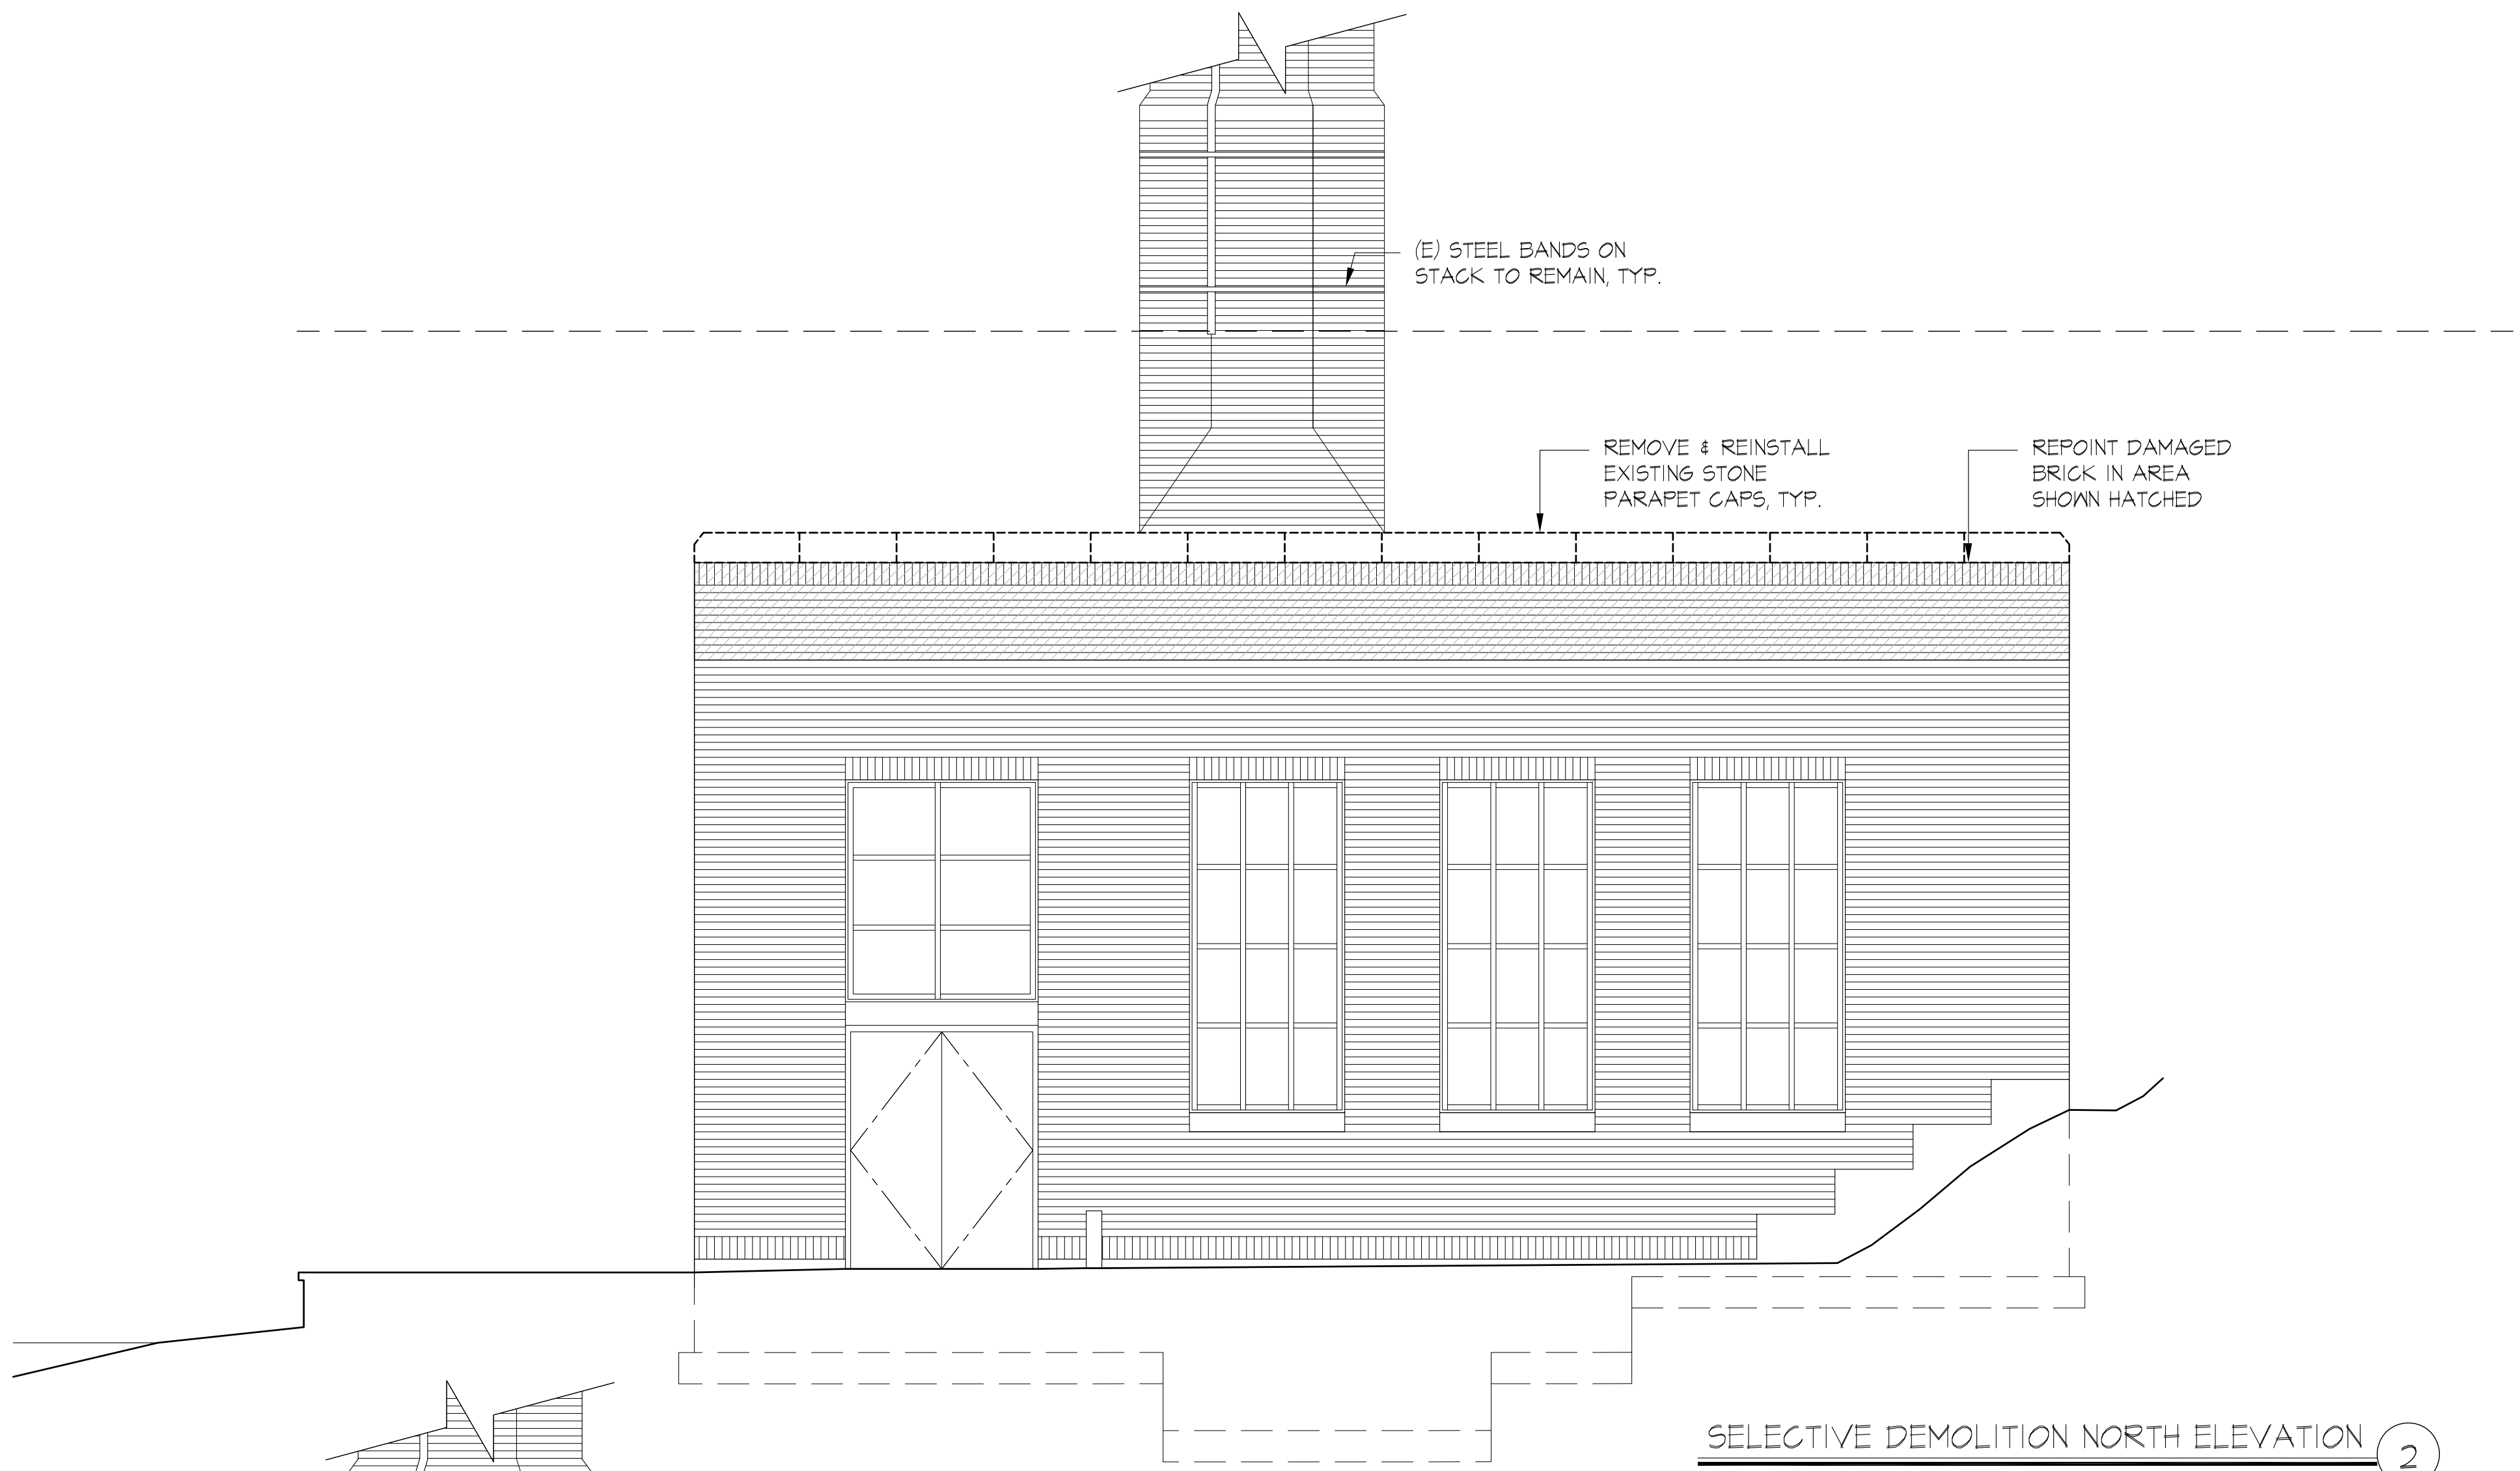 (E) STEEL BANDS ON
STACK TO REMAIN, TYP.
REMOVE & REINSTALL
EXISTING STONE
PARAPET CAPS, TYP.
REPOINT DAMAGED
BRICK IN AREA
SHOWN HATCHED
SELECTIVE DEMOLITION NORTH ELEVATION
2